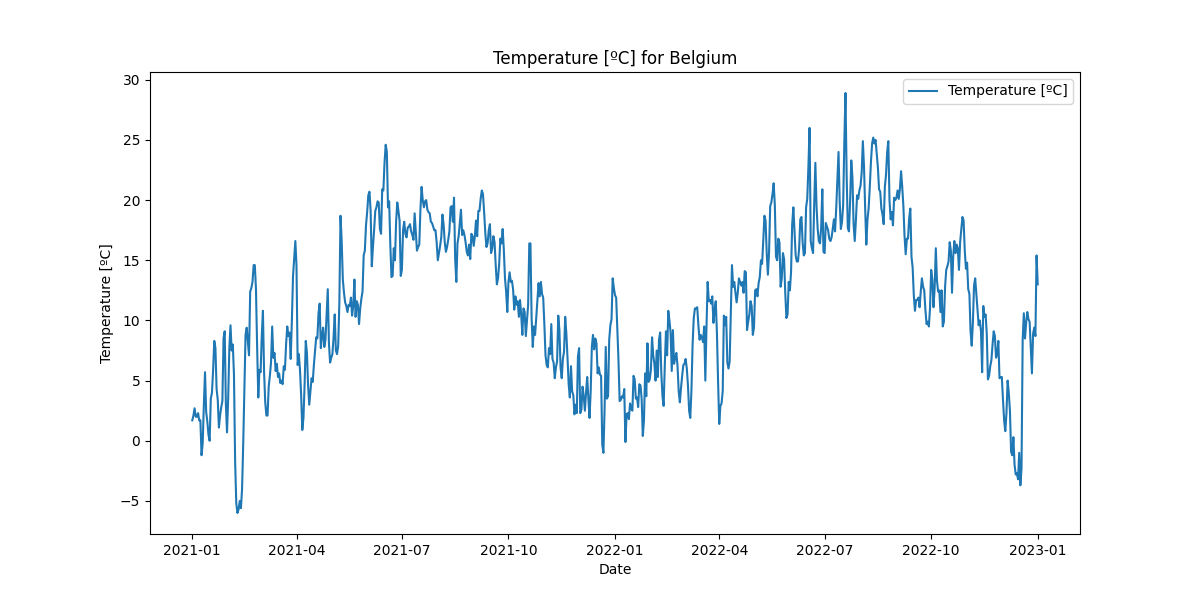 Temperature [ºC] for Belgium
Temperature [ºC]
30
25
20
15
10
5
0
−5
Temperature [ºC]
2021-01 2021-04 2021-07 2021-10 2022-01 2022-04 2022-07 2022-10 2023-01
Date